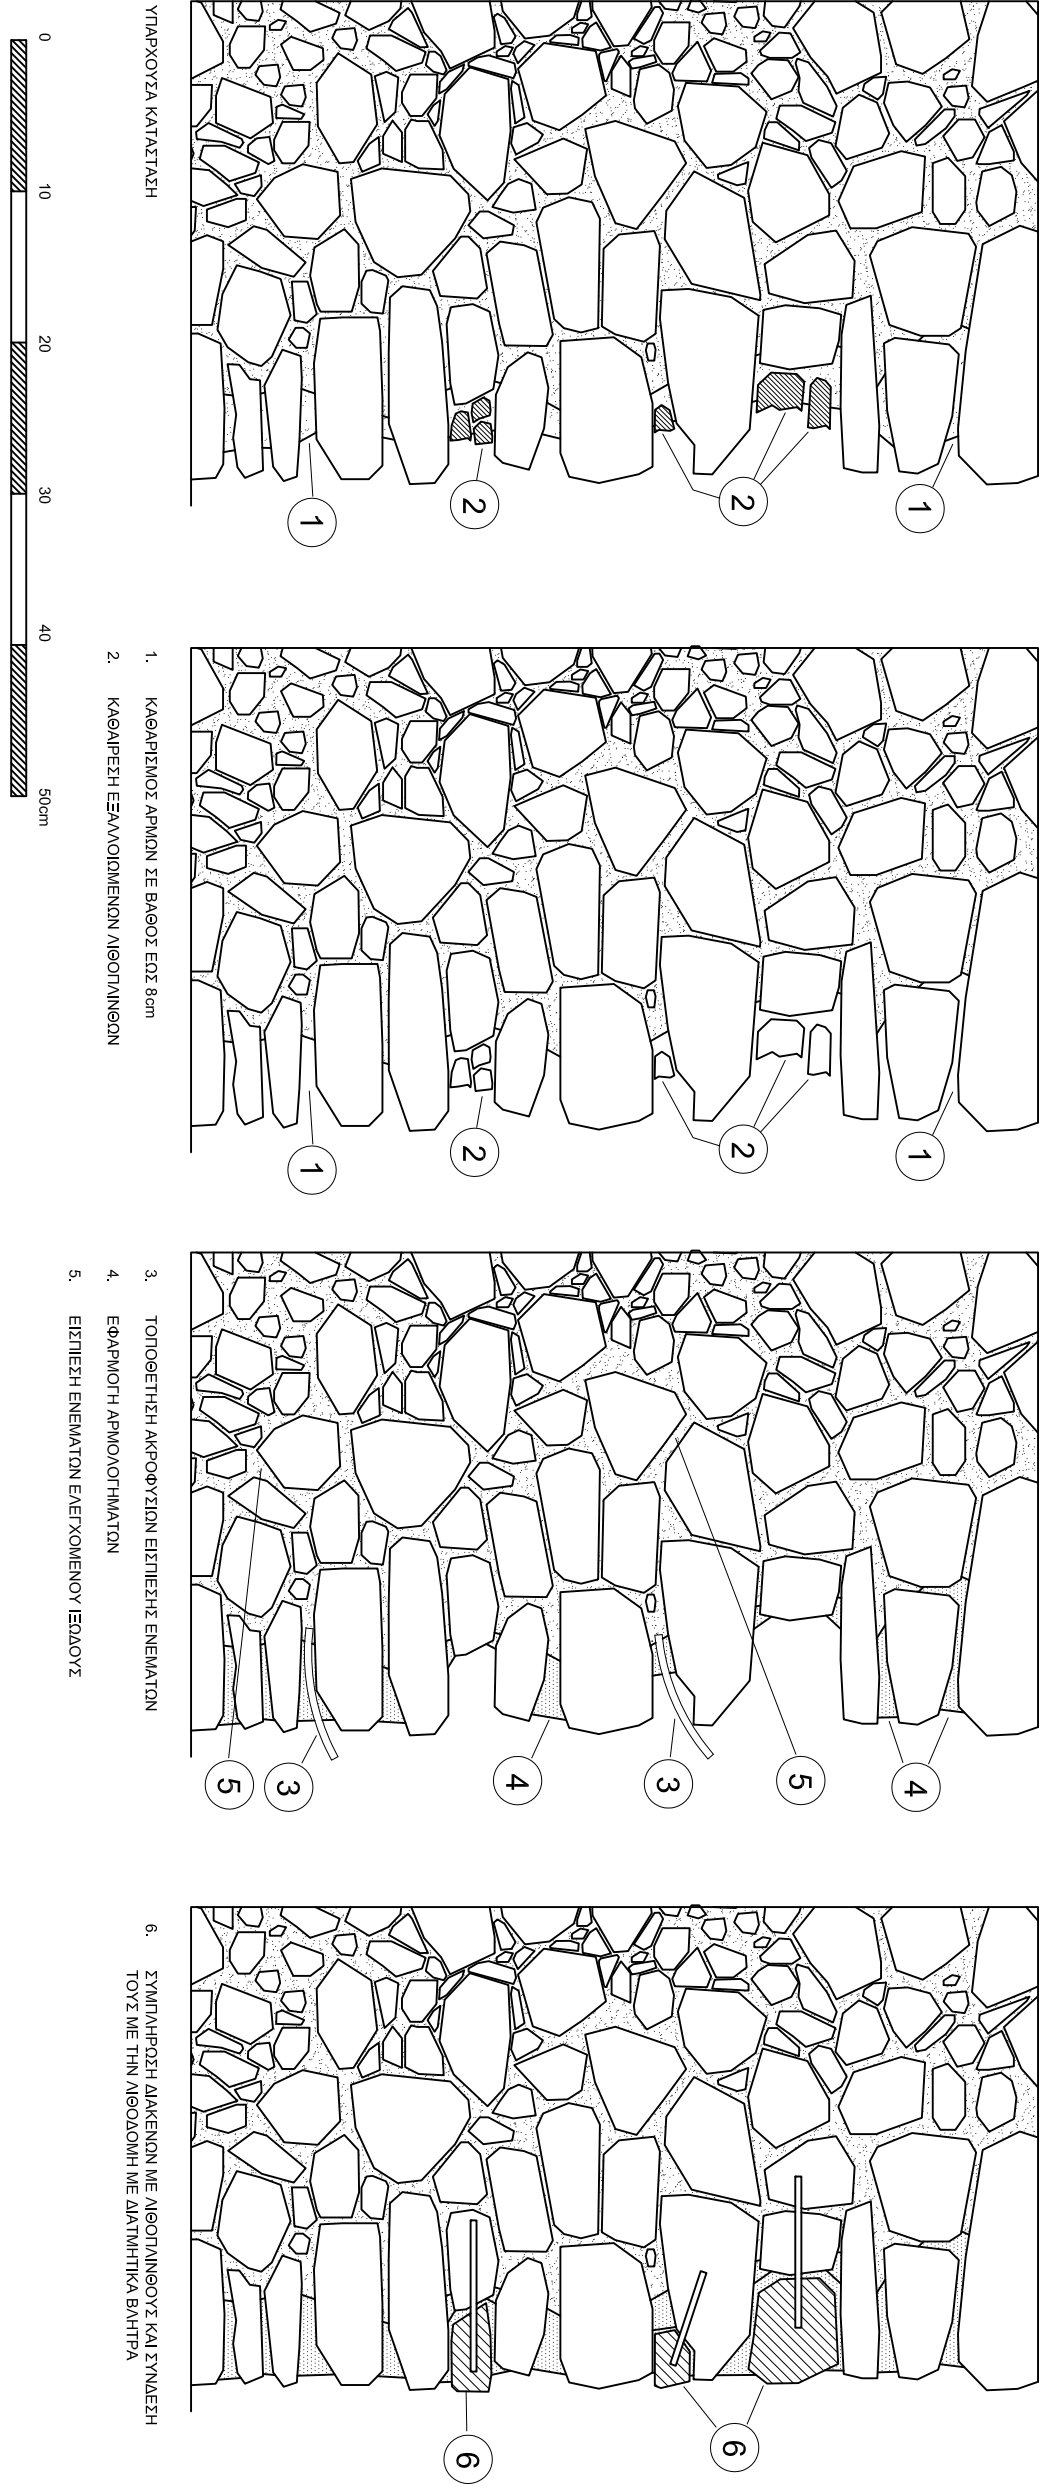 ΥΠΑΡΧΟΥΣΑ ΚΑΤΑΣΤΑΣΗ
0 10 20 30 40 50cm
1
2
2
1
1. ΚΑΘΑΡΙΣΜΟΣ ΑΡΜΩΝ ΣΕ ΒΑΘΟΣ ΕΩΣ 8cm
2. ΚΑΘΑΙΡΕΣΗ ΕΞΑΛΛΟΙΩΜΕΝΩΝ ΛΙΘΟΠΛΙΝΘΩΝ
1
2
2
1
3. ΤΟΠΟΘΕΤΗΣΗ ΑΚΡΟΦΥΣΙΩΝ ΕΙΣΠΙΕΣΗΣ ΕΝΕΜΑΤΩΝ
4. ΕΦΑΡΜΟΓΗ ΑΡΜΟΛΟΓΗΜΑΤΩΝ
5. ΕΙΣΠΙΕΣΗ ΕΝΕΜΑΤΩΝ ΕΛΕΓΧΟΜΕΝΟΥ ΙΞΩΔΟΥΣ
5
3
4
3
5
4
6. ΣΥΜΠΛΗΡΩΣΗ ΔΙΑΚΕΝΩΝ ΜΕ ΛΙΘΟΠΛΙΝΘΟΥΣ ΚΑΙ ΣΥΝΔΕΣΗ
ΤΟΥΣ ΜΕ ΤΗΝ ΛΙΘΟΔΟΜΗ ΜΕ ΔΙΑΤΜΗΤΙΚΑ ΒΛΗΤΡΑ
6
6